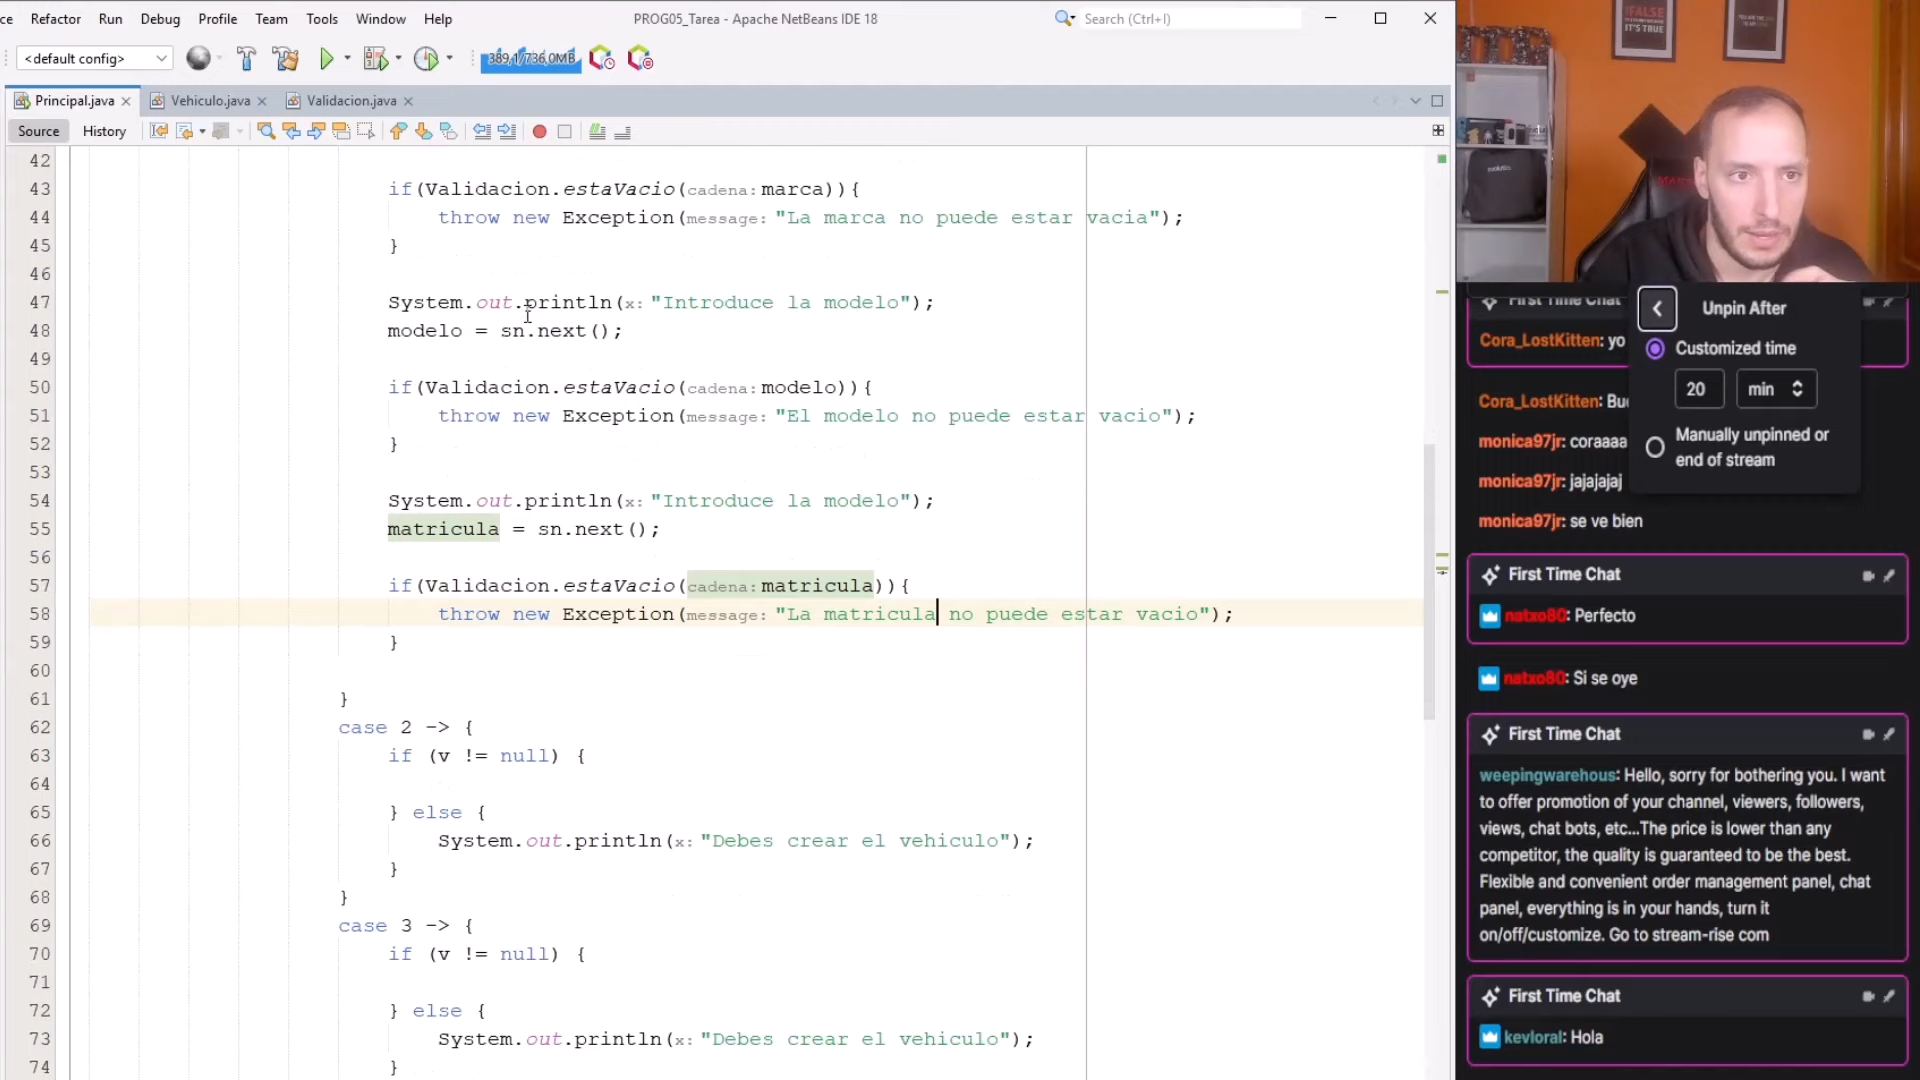 ce Refactor Run Debug Profile Team Tools Window Help
PROG05_Tarea - Apache NetBeans IDE 18
Search (Ctrl+I)
<default config>
389,1/736,0MB
Principal.java
Vehiculo.java
Validacion.java
Source History
42
43 if(Validacion.estaVacio(cadena: marca)){
44 throw new Exception(message: "La marca no puede estar vacia");
45 }
46
47 System.out.println(x: "Introduce la modelo");
48 modelo = sn.next();
49
50 if(Validacion.estaVacio(cadena: modelo)){
51 throw new Exception(message: "El modelo no puede estar vacio");
52 }
53
54 System.out.println(x: "Introduce la modelo");
55 matricula = sn.next();
56
57 if(Validacion.estaVacio(cadena: matricula)){
58 throw new Exception(message: "La matricula no puede estar vacio");
59 }
60
61 }
62 case 2 -> {
63 if (v != null) {
64
65 } else {
66 System.out.println(x: "Debes crear el vehiculo");
67 }
68 }
69 case 3 -> {
70 if (v != null) {
71
72 } else {
73 System.out.println(x: "Debes crear el vehiculo");
74 }
FALSE
IT'S TRUE
First Time Chat
Cora_LostKitten: yo
Unpin After
Customized time
20 min
Manually unpinned or
end of stream
Cora_LostKitten: Bue
monica97jr: coraaaa
monica97jr: jajajajaj
monica97jr: se ve bien
First Time Chat
natxo80: Perfecto
natxo80: Si se oye
First Time Chat
weepingwarehous: Hello, sorry for bothering you. I want
to offer promotion of your channel, viewers, followers,
views, chat bots, etc...The price is lower than any
competitor, the quality is guaranteed to be the best.
Flexible and convenient order management panel, chat
panel, everything is in your hands, turn it
on/off/customize. Go to stream-rise com
First Time Chat
kevloral: Hola